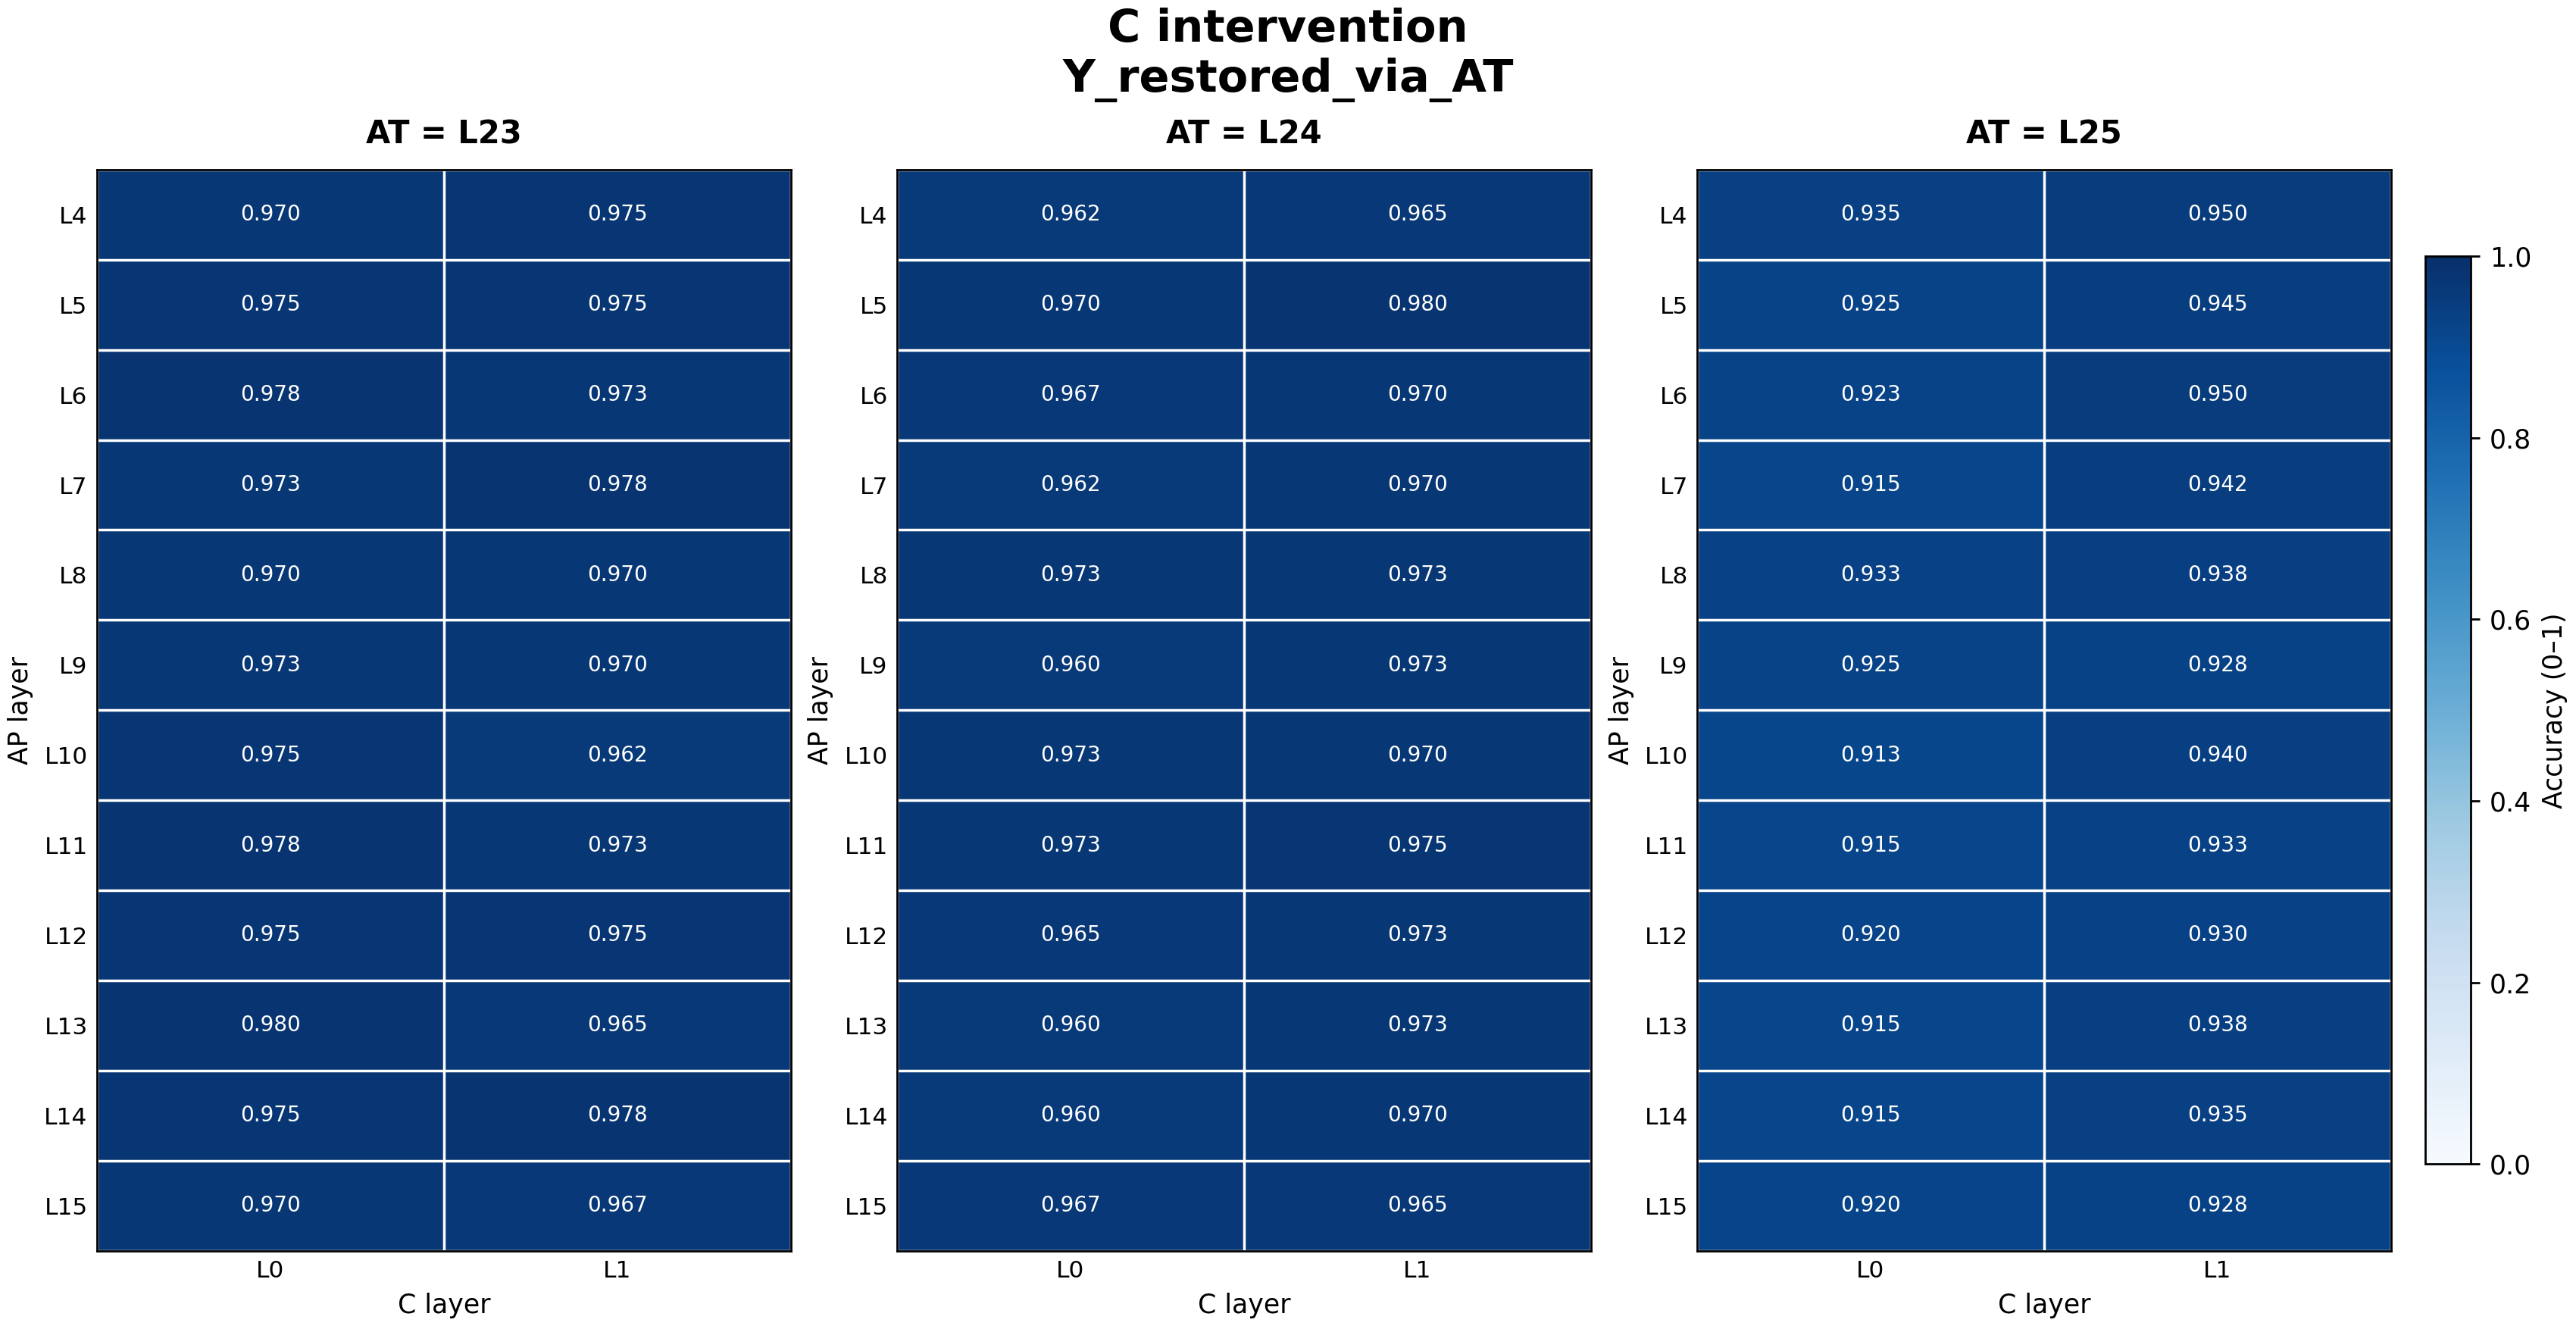 C intervention
Y_restored_via_AT
AT = L23
AP layer
L4 0.970 0.975
L5 0.975 0.975
L6 0.978 0.973
L7 0.973 0.978
L8 0.970 0.970
L9 0.973 0.970
L10 0.975 0.962
L11 0.978 0.973
L12 0.975 0.975
L13 0.980 0.965
L14 0.975 0.978
L15 0.970 0.967
L0 L1
C layer
AT = L24
AP layer
L4 0.962 0.965
L5 0.970 0.980
L6 0.967 0.970
L7 0.962 0.970
L8 0.973 0.973
L9 0.960 0.973
L10 0.973 0.970
L11 0.973 0.975
L12 0.965 0.973
L13 0.960 0.973
L14 0.960 0.970
L15 0.967 0.965
L0 L1
C layer
AT = L25
AP layer
L4 0.935 0.950
L5 0.925 0.945
L6 0.923 0.950
L7 0.915 0.942
L8 0.933 0.938
L9 0.925 0.928
L10 0.913 0.940
L11 0.915 0.933
L12 0.920 0.930
L13 0.915 0.938
L14 0.915 0.935
L15 0.920 0.928
L0 L1
C layer
1.0
0.8
0.6
0.4
0.2
0.0
Accuracy (0–1)